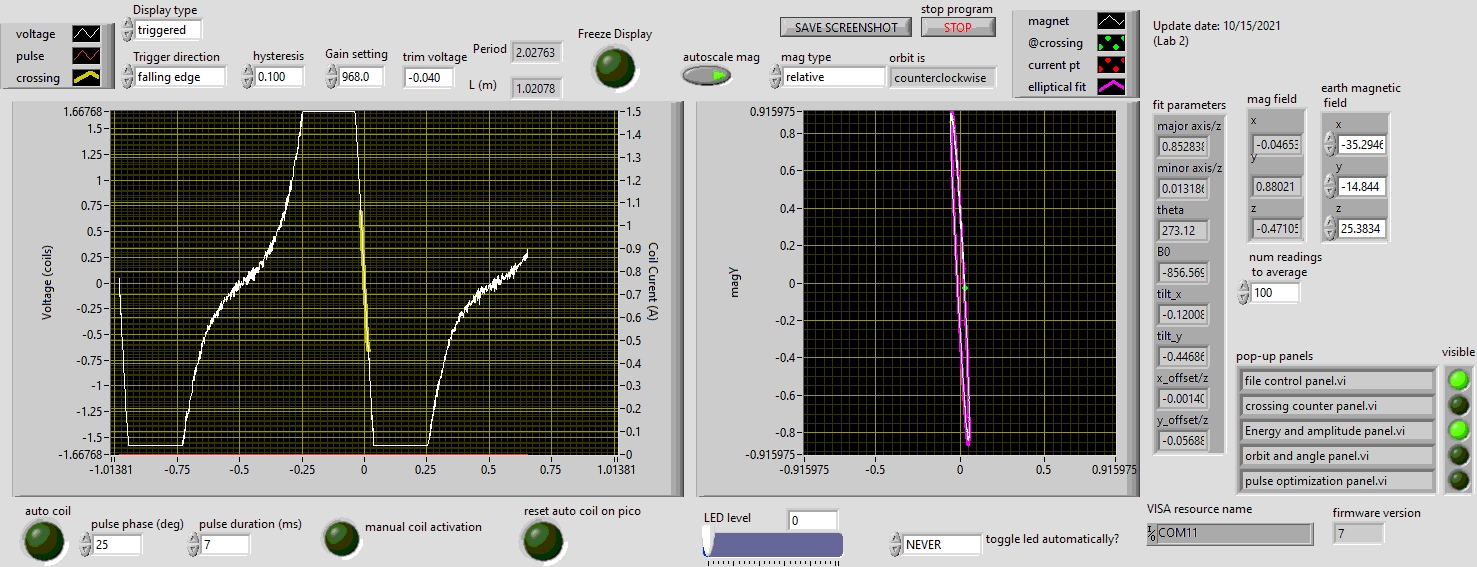 voltage
pulse
crossing
Display type
triggered
Trigger direction
falling edge
hysteresis
0.100
Gain setting
968.0
trim voltage
-0.040
Period
2.02763
L (m)
1.02078
Freeze Display
SAVE SCREENSHOT
stop program
STOP
autoscale mag
mag type
relative
orbit is
counterclockwise
magnet
@crossing
current pt
elliptical fit
Update date: 10/15/2021
(Lab 2)
Voltage (coils)
1.66768
1.5
1.25
1
0.75
0.5
0.25
0
-0.25
-0.5
-0.75
-1
-1.25
-1.5
-1.66768
-1.01381
-0.75
-0.5
-0.25
0
0.25
0.5
0.75
1.01381
1.5
1.4
1.3
1.2
1.1
1
0.9
0.8
0.7
0.6
0.5
0.4
0.3
0.2
0.1
0
Coil Current (A)
magY
0.915975
0.8
0.6
0.4
0.2
0
-0.2
-0.4
-0.6
-0.8
-0.915975
-0.915975
-0.5
0
0.5
0.915975
fit parameters
major axis/z
0.852838
minor axis/z
0.013186
theta
273.12
B0
-856.569
tilt_x
-0.12008
tilt_y
-0.44686
x_offset/z
-0.00140
y_offset/z
-0.05688
mag field
x
-0.04653
y
0.88021
z
-0.47105
earth magnetic
field
x
-35.2946
y
-14.844
z
25.3834
num readings
to average
100
pop-up panels
visible
file control panel.vi
crossing counter panel.vi
Energy and amplitude panel.vi
orbit and angle panel.vi
pulse optimization panel.vi
auto coil
pulse phase (deg)
25
pulse duration (ms)
7
manual coil activation
reset auto coil on pico
LED level
0
NEVER
toggle led automatically?
VISA resource name
COM11
firmware version
7